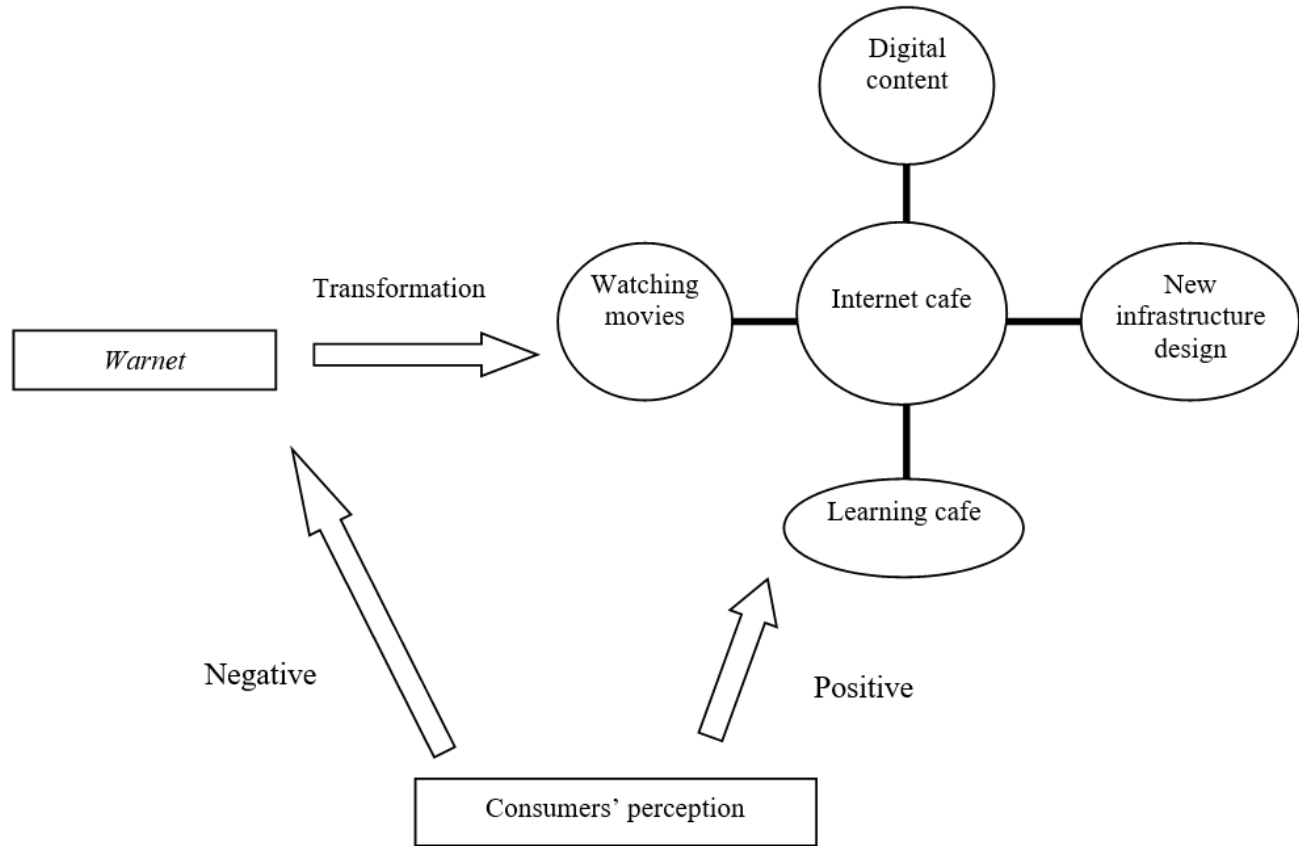 Digital
content
Transformation
Watching
movies
Internet cafe
New
infrastructure
design
Warnet
Learning cafe
Negative
Positive
Consumers’ perception